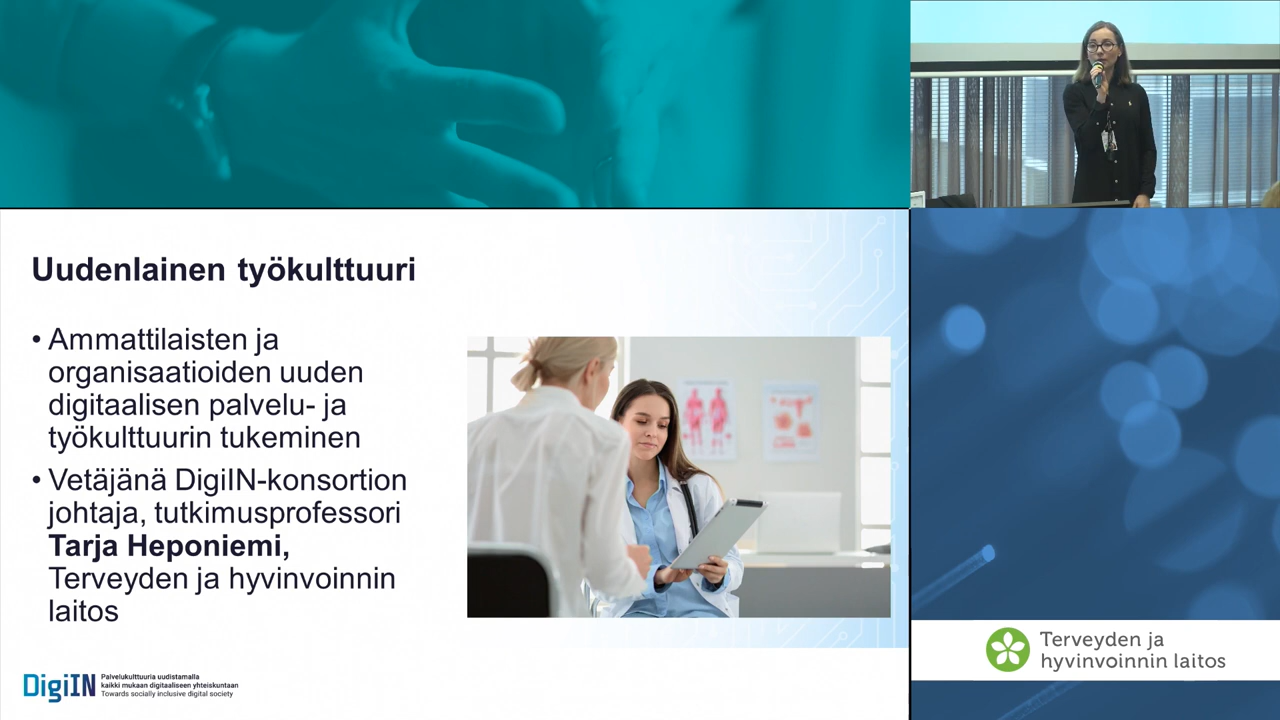 Uudenlainen työkulttuuri
• Ammattilaisten ja
organisaatioiden uuden
digitaalisen palvelu- ja
työkulttuurin tukeminen
• Vetäjänä DigiIN-konsortion
johtaja, tutkimusprofessori
Tarja Heponiemi,
Terveyden ja hyvinvoinnin
laitos
DigiIN
Palvelukulttuuria uudistamalla
kaikki mukaan digitaaliseen yhteiskuntaan
Towards socially inclusive digital society
Terveyden ja
hyvinvoinnin laitos